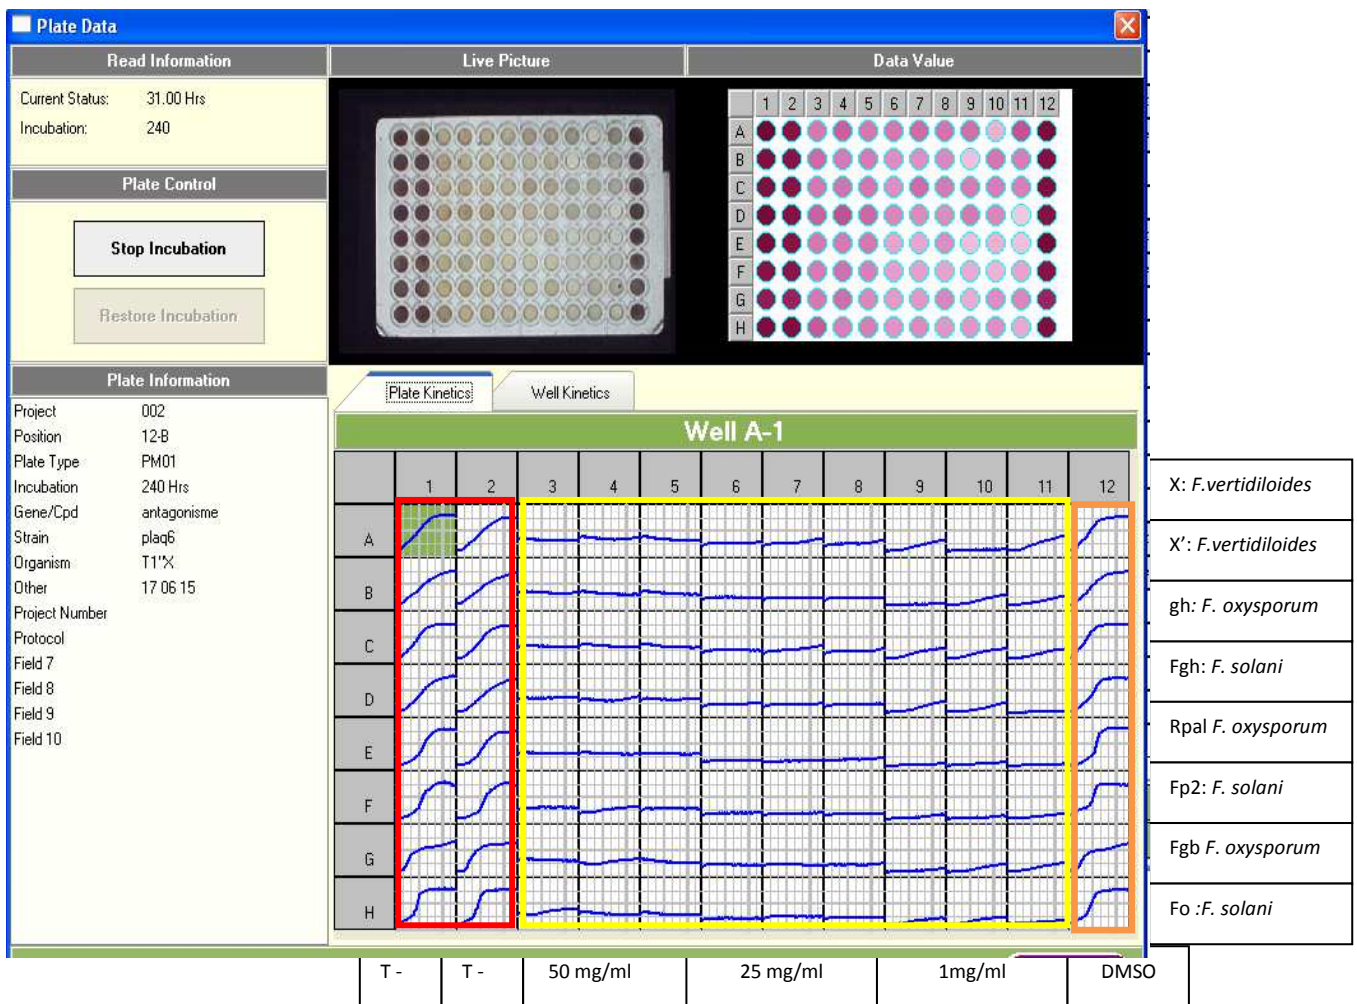 Plate Data
Read Information
Live Picture
Data Value
Current Status: 31.00 Hrs
Incubation: 240
Plate Control
Stop Incubation
Restore Incubation
1 2 3 4 5 6 7 8 9 10 11 12
A
B
C
D
E
F
G
H
Plate Information
Project 002
Position 12-B
Plate Type PM01
Incubation 240 Hrs
Gene/Cpd antagonisme
Strain plaq6
Organism T1"X
Other 17 06 15
Project Number
Protocol
Field 7
Field 8
Field 9
Field 10
Plate Kinetics
Well Kinetics
Well A-1
1 2 3 4 5 6 7 8 9 10 11 12
A
B
C
D
E
F
G
H
X: F.vertidiloides
X’: F.vertidiloides
gh: F. oxysporum
Fgh: F. solani
Rpal F. oxysporum
Fp2: F. solani
Fgb F. oxysporum
Fo :F. solani
T - T - 50 mg/ml 25 mg/ml 1mg/ml DMSO